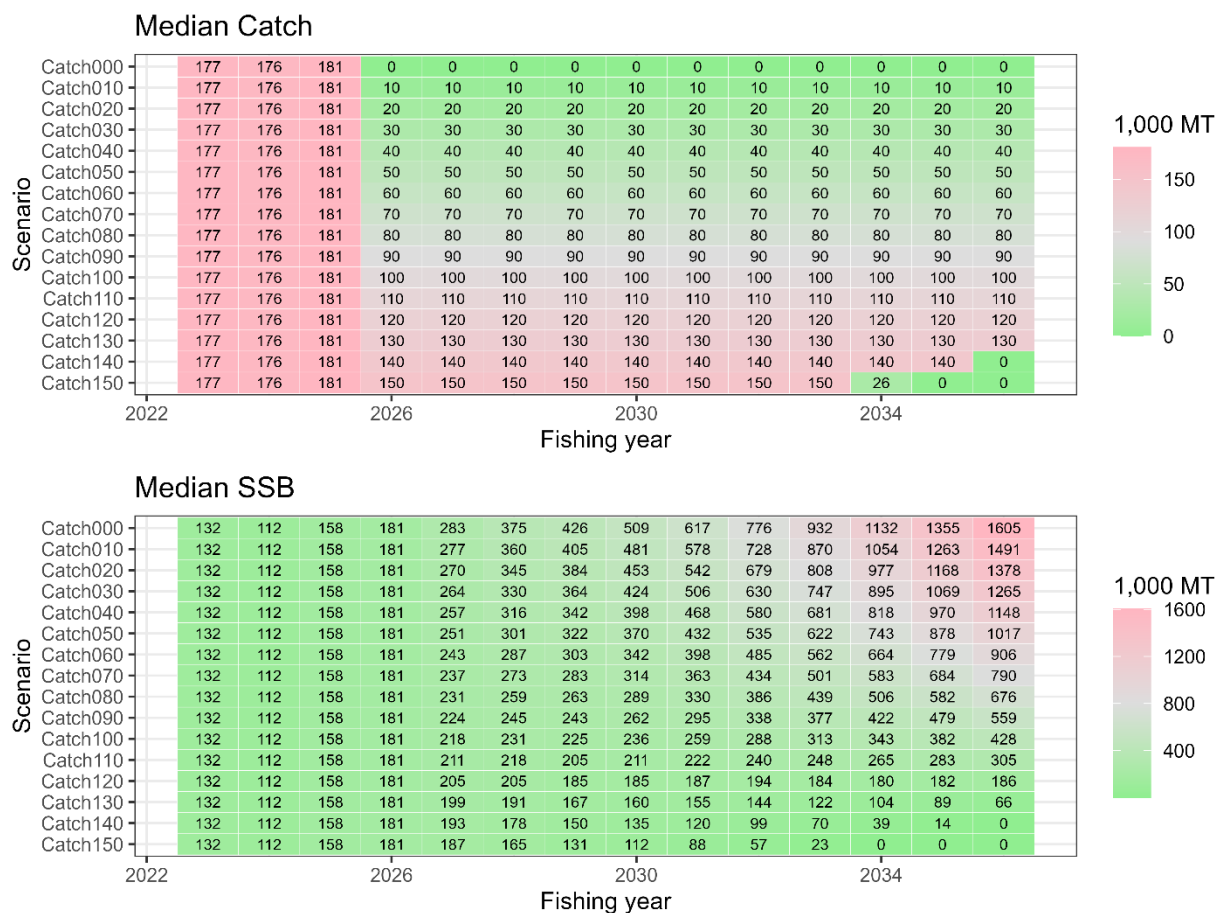 Median Catch
Catch000 177 176 181 0 0 0 0 0 0 0 0 0 0 0
Catch010 177 176 181 10 10 10 10 10 10 10 10 10 10 10
Catch020 177 176 181 20 20 20 20 20 20 20 20 20 20 20
Catch030 177 176 181 30 30 30 30 30 30 30 30 30 30 30
Catch040 177 176 181 40 40 40 40 40 40 40 40 40 40 40
Catch050 177 176 181 50 50 50 50 50 50 50 50 50 50 50
Catch060 177 176 181 60 60 60 60 60 60 60 60 60 60 60
Catch070 177 176 181 70 70 70 70 70 70 70 70 70 70 70
Catch080 177 176 181 80 80 80 80 80 80 80 80 80 80 80
Catch090 177 176 181 90 90 90 90 90 90 90 90 90 90 90
Catch100 177 176 181 100 100 100 100 100 100 100 100 100 100 100
Catch110 177 176 181 110 110 110 110 110 110 110 110 110 110 110
Catch120 177 176 181 120 120 120 120 120 120 120 120 120 120 120
Catch130 177 176 181 130 130 130 130 130 130 130 130 130 130 130
Catch140 177 176 181 140 140 140 140 140 140 140 140 140 140 0
Catch150 177 176 181 150 150 150 150 150 150 150 150 26 0 0
2022 2026 2030 2034
Fishing year
Scenario
1,000 MT
150
100
50
0
Median SSB
Catch000 132 112 158 181 283 375 426 509 617 776 932 1132 1355 1605
Catch010 132 112 158 181 277 360 405 481 578 728 870 1054 1263 1491
Catch020 132 112 158 181 270 345 384 453 542 679 808 977 1168 1378
Catch030 132 112 158 181 264 330 364 424 506 630 747 895 1069 1265
Catch040 132 112 158 181 257 316 342 398 468 580 681 818 970 1148
Catch050 132 112 158 181 251 301 322 370 432 535 622 743 878 1017
Catch060 132 112 158 181 243 287 303 342 398 485 562 664 779 906
Catch070 132 112 158 181 237 273 283 314 363 434 501 583 684 790
Catch080 132 112 158 181 231 259 263 289 330 386 439 506 582 676
Catch090 132 112 158 181 224 245 243 262 295 338 377 422 479 559
Catch100 132 112 158 181 218 231 225 236 259 288 313 343 382 428
Catch110 132 112 158 181 211 218 205 211 222 240 248 265 283 305
Catch120 132 112 158 181 205 205 185 185 187 194 184 180 182 186
Catch130 132 112 158 181 199 191 167 160 155 144 122 104 89 66
Catch140 132 112 158 181 193 178 150 135 120 99 70 39 14 0
Catch150 132 112 158 181 187 165 131 112 88 57 23 0 0 0
2022 2026 2030 2034
Fishing year
Scenario
1,000 MT
1600
1200
800
400